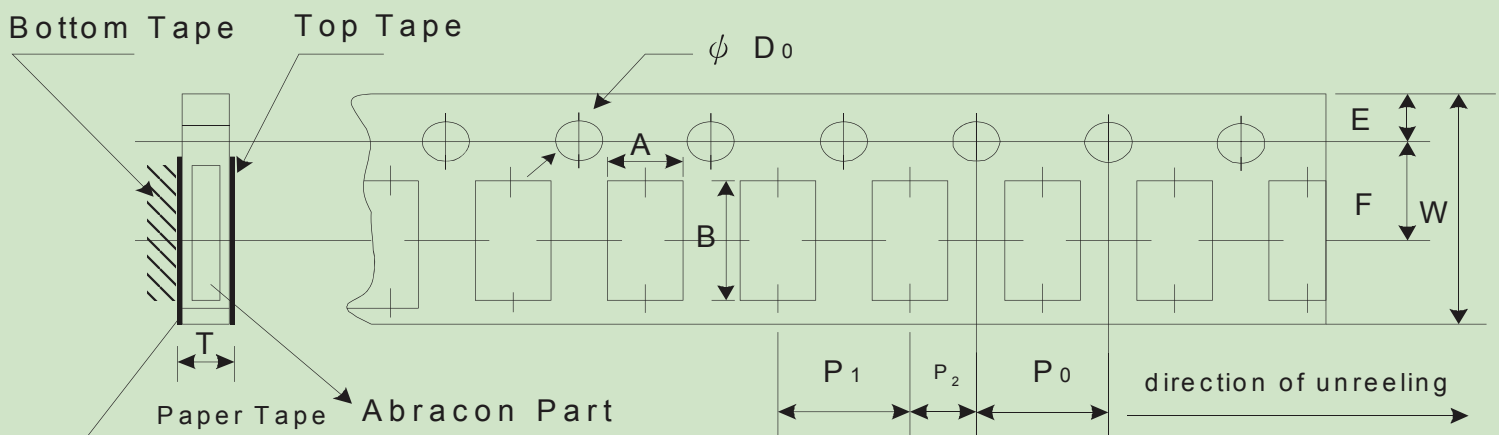 Bottom Tape
Top Tape
ϕ D0
E
A
F
W
B
T
P1
P2
P0
direction of unreeling
Paper Tape
Abracon Part